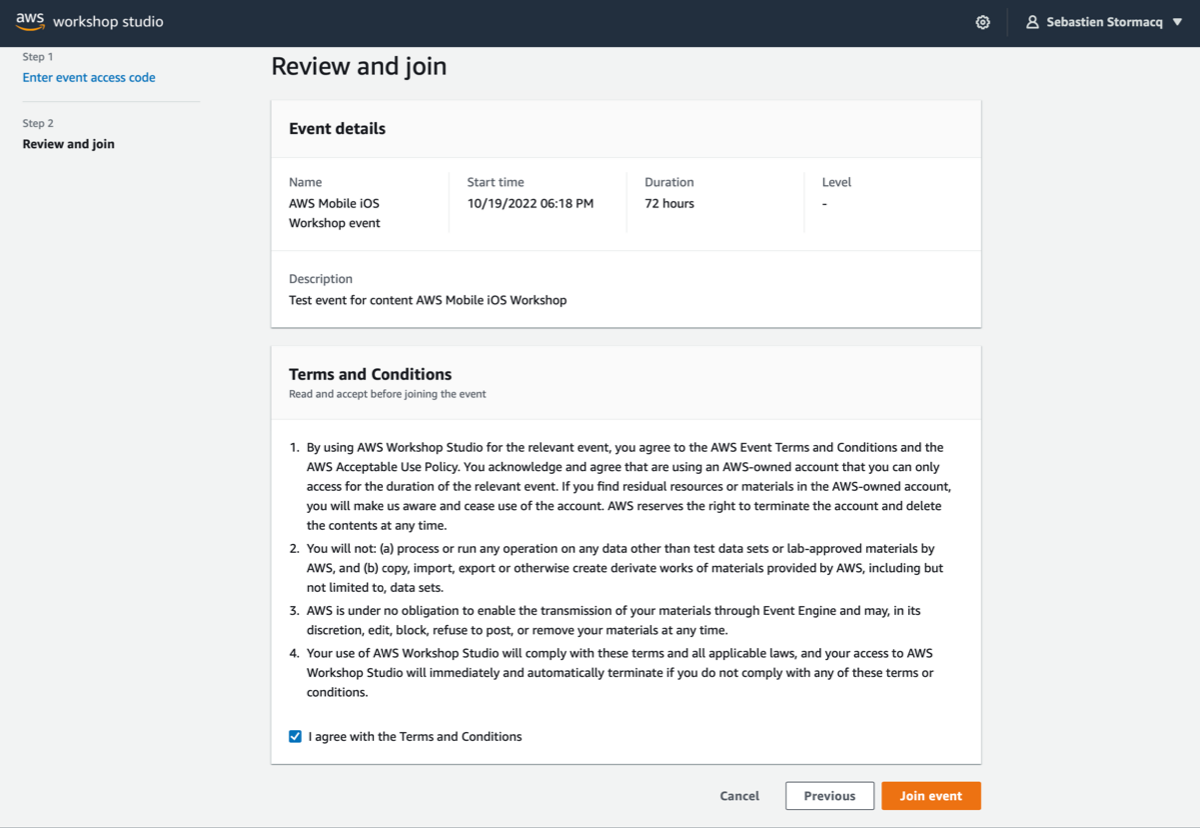 aws workshop studio
Sebastien Stormacq
Step 1
Enter event access code
Step 2
Review and join
Review and join
Event details
Name
AWS Mobile iOS
Workshop event
Start time
10/19/2022 06:18 PM
Duration
72 hours
Level
-
Description
Test event for content AWS Mobile iOS Workshop
Terms and Conditions
Read and accept before joining the event
1. By using AWS Workshop Studio for the relevant event, you agree to the AWS Event Terms and Conditions and the
AWS Acceptable Use Policy. You acknowledge and agree that are using an AWS-owned account that you can only
access for the duration of the relevant event. If you find residual resources or materials in the AWS-owned account,
you will make us aware and cease use of the account. AWS reserves the right to terminate the account and delete
the contents at any time.
2. You will not: (a) process or run any operation on any data other than test data sets or lab-approved materials by
AWS, and (b) copy, import, export or otherwise create derivate works of materials provided by AWS, including but
not limited to, data sets.
3. AWS is under no obligation to enable the transmission of your materials through Event Engine and may, in its
discretion, edit, block, refuse to post, or remove your materials at any time.
4. Your use of AWS Workshop Studio will comply with these terms and all applicable laws, and your access to AWS
Workshop Studio will immediately and automatically terminate if you do not comply with any of these terms or
conditions.
I agree with the Terms and Conditions
Cancel
Previous
Join event